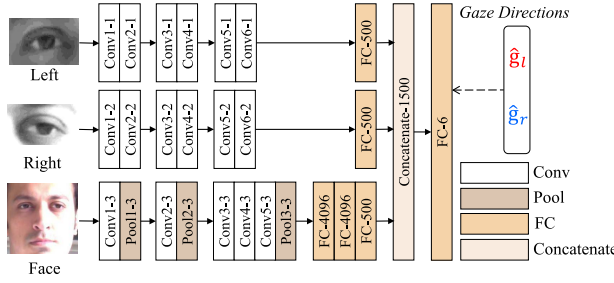 Gaze Directions
Left
Conv1-1
Conv2-1
Conv3-1
Conv4-1
Conv5-1
Conv6-1
FC-500
Right
Conv1-2
Conv2-2
Conv3-2
Conv4-2
Conv5-2
Conv6-2
FC-500
Face
Conv1-3
Pool1-3
Conv2-3
Pool2-3
Conv3-3
Conv4-3
Conv5-3
Pool3-3
FC-4096
FC-4096
FC-500
Concatenate-1500
FC-6
ĝl
ĝr
Conv
Pool
FC
Concatenate